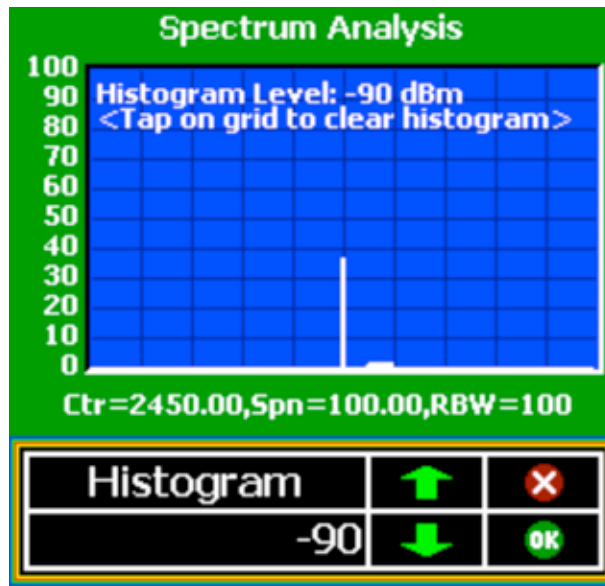 Spectrum Analysis
100
90
80
70
60
50
40
30
20
10
0
Histogram Level: -90 dBm
<Tap on grid to clear histogram>
Ctr=2450.00,Spn=100.00,RBW=100
Histogram
-90
OK